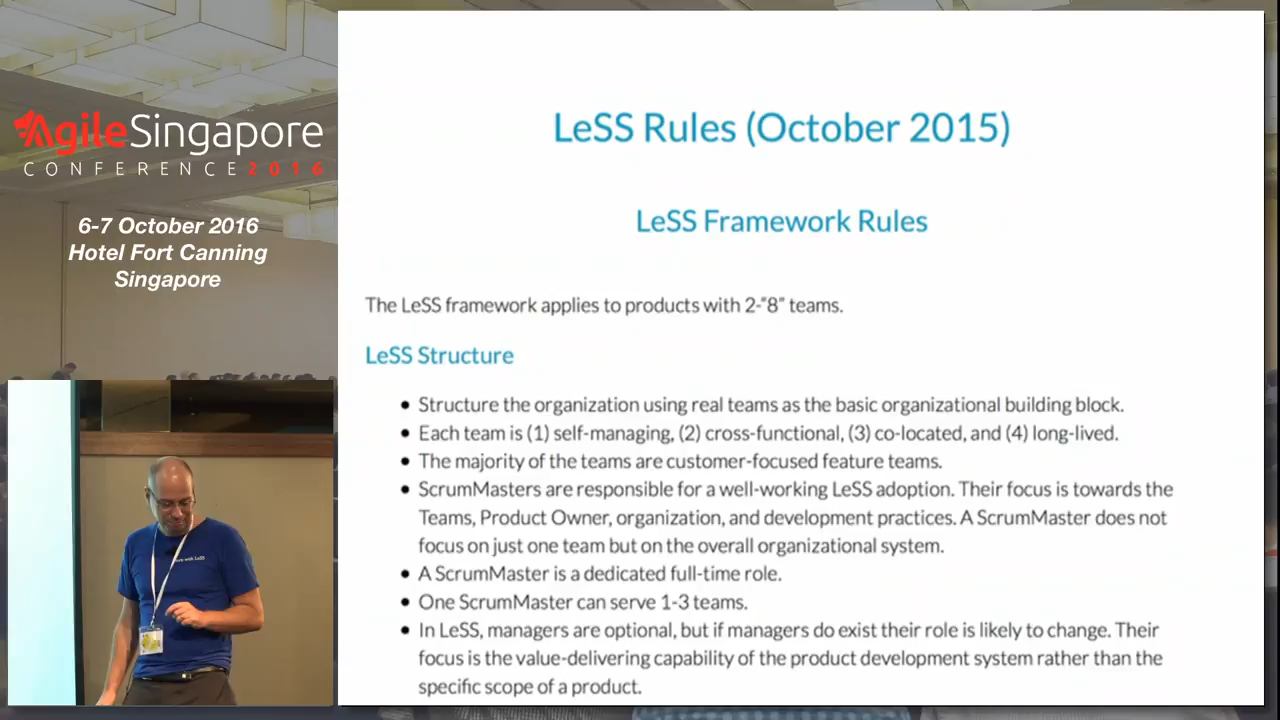 AgileSingapore
CONFERENCE 2016
6-7 October 2016
Hotel Fort Canning
Singapore
LeSS Rules (October 2015)
LeSS Framework Rules
The LeSS framework applies to products with 2-"8" teams.
LeSS Structure
• Structure the organization using real teams as the basic organizational building block.
• Each team is (1) self-managing, (2) cross-functional, (3) co-located, and (4) long-lived.
• The majority of the teams are customer-focused feature teams.
• ScrumMasters are responsible for a well-working LeSS adoption. Their focus is towards the
Teams, Product Owner, organization, and development practices. A ScrumMaster does not
focus on just one team but on the overall organizational system.
• A ScrumMaster is a dedicated full-time role.
• One ScrumMaster can serve 1-3 teams.
• In LeSS, managers are optional, but if managers do exist their role is likely to change. Their
focus is the value-delivering capability of the product development system rather than the
specific scope of a product.
with LeSS